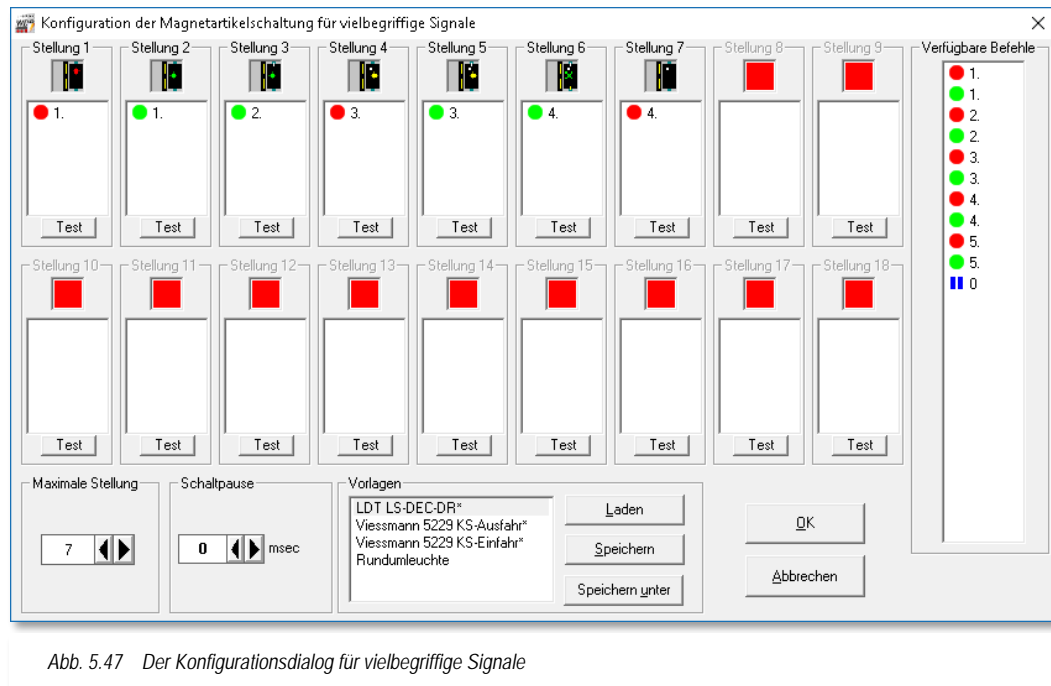 Konfiguration der Magnetartikelschaltung für vielbegriffige Signale
Stellung 1 Stellung 2 Stellung 3 Stellung 4 Stellung 5 Stellung 6 Stellung 7 Stellung 8 Stellung 9 Verfügbare Befehle
1. 1. 2. 3. 3. 4. 4.
Test Test Test Test Test Test Test Test Test
1.
1.
2.
2.
3.
3.
4.
4.
5.
5.
0
Stellung 10 Stellung 11 Stellung 12 Stellung 13 Stellung 14 Stellung 15 Stellung 16 Stellung 17 Stellung 18
Test Test Test Test Test Test Test Test Test
Maximale Stellung
7
Schaltpause
0 msec
Vorlagen
LDT LS-DEC-DR*
Viessmann 5229 KS-Ausfahr*
Viessmann 5229 KS-Einfahr*
Rundumleuchte
Laden
Speichern
Speichern unter
OK
Abbrechen
Abb. 5.47 Der Konfigurationsdialog für vielbegriffige Signale